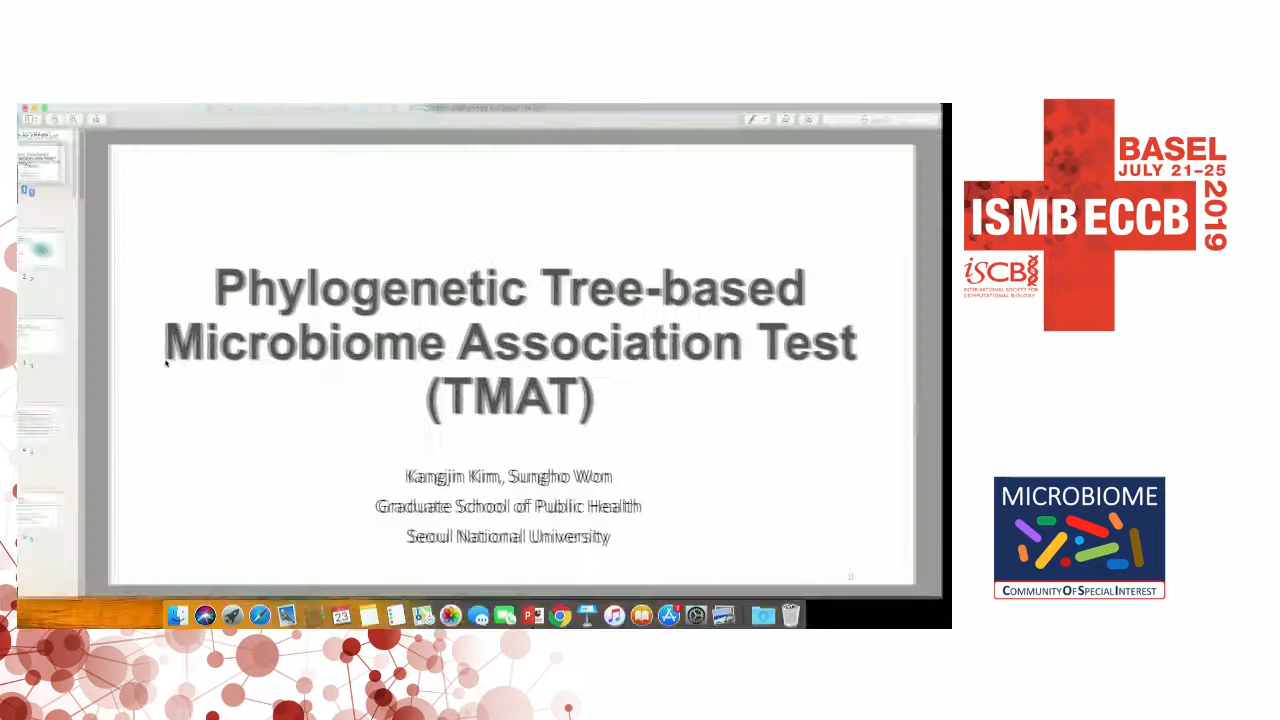 Phylogenetic Tree-based
Microbiome Association Test
(TMAT)
Kangjin Kim, Sungho Won
Graduate School of Public Health
Seoul National University
23
BASEL
JULY 21–25
2019
ISMB ECCB
iSCB
INTERNATIONAL SOCIETY FOR
COMPUTATIONAL BIOLOGY
MICROBIOME
COMMUNITY OF SPECIAL INTEREST